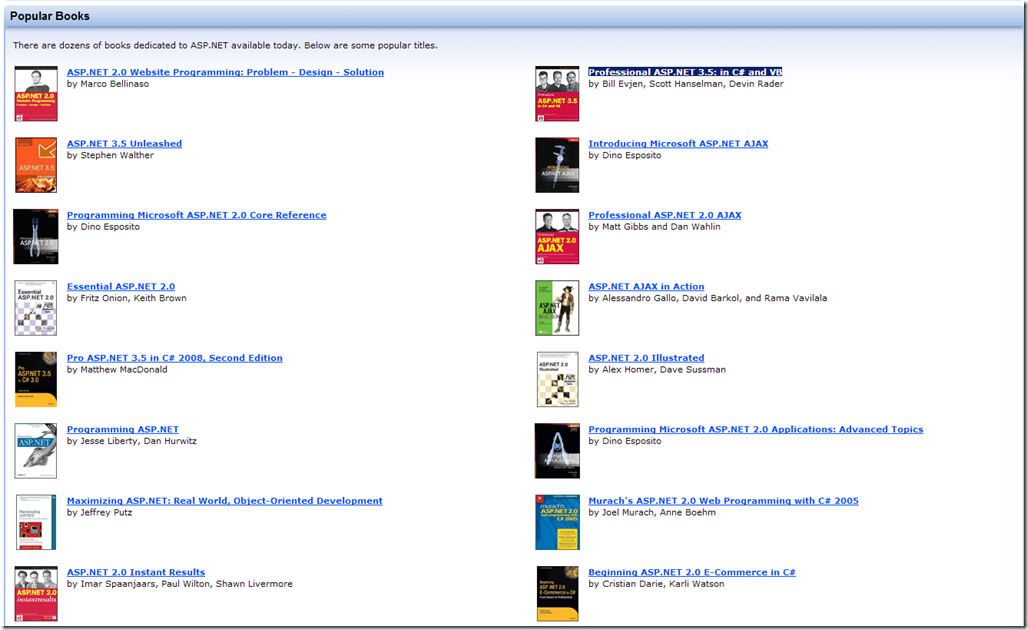 Popular Books
There are dozens of books dedicated to ASP.NET available today. Below are some popular titles.
ASP.NET 2.0 Website Programming: Problem - Design - Solution
by Marco Bellinaso
Professional ASP.NET 3.5: in C# and VB
by Bill Evjen, Scott Hanselman, Devin Rader
ASP.NET 3.5 Unleashed
by Stephen Walther
Introducing Microsoft ASP.NET AJAX
by Dino Esposito
Programming Microsoft ASP.NET 2.0 Core Reference
by Dino Esposito
Professional ASP.NET 2.0 AJAX
by Matt Gibbs and Dan Wahlin
Essential ASP.NET 2.0
by Fritz Onion, Keith Brown
ASP.NET AJAX in Action
by Alessandro Gallo, David Barkol, and Rama Vavilala
Pro ASP.NET 3.5 in C# 2008, Second Edition
by Matthew MacDonald
ASP.NET 2.0 Illustrated
by Alex Homer, Dave Sussman
Programming ASP.NET
by Jesse Liberty, Dan Hurwitz
Programming Microsoft ASP.NET 2.0 Applications: Advanced Topics
by Dino Esposito
Maximizing ASP.NET: Real World, Object-Oriented Development
by Jeffrey Putz
Murach's ASP.NET 2.0 Web Programming with C# 2005
by Joel Murach, Anne Boehm
ASP.NET 2.0 Instant Results
by Imar Spaanjaars, Paul Wilton, Shawn Livermore
Beginning ASP.NET 2.0 E-Commerce in C#
by Cristian Darie, Karli Watson